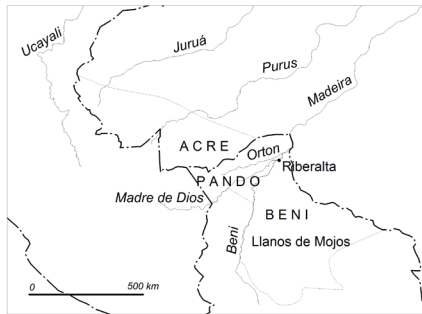 Ucayali
Juruá
Purus
Madeira
ACRE
Orton
Riberalta
PANDO
Madre de Dios
BENI
Beni
Llanos de Mojos
0 500 km